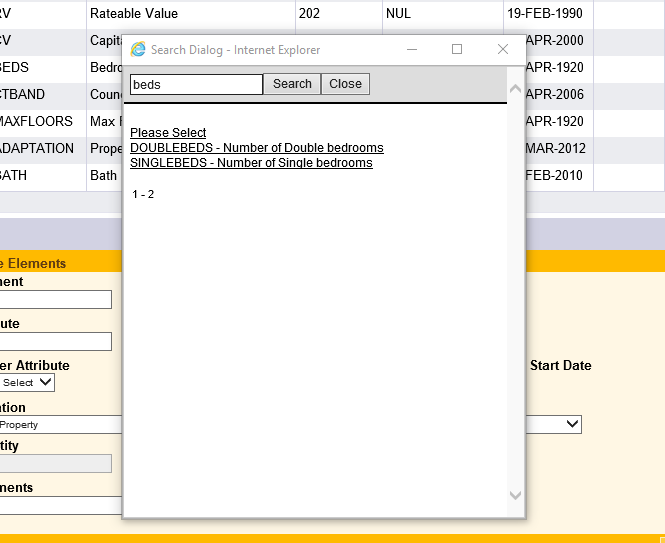 RV Rateable Value 202 NUL 19-FEB-1990
CV Capita APR-2000
BEDS Bedro APR-1920
CTBAND Coun APR-2006
MAXFLOORS Max F APR-1920
ADAPTATION Prope MAR-2012
BATH Bath FEB-2010
Search Dialog - Internet Explorer
beds Search Close
Please Select
DOUBLEBEDS - Number of Double bedrooms
SINGLEBEDS - Number of Single bedrooms
1 - 2
e Elements
ment
ute
er Attribute Start Date
Select
ation
Property
tity
ments